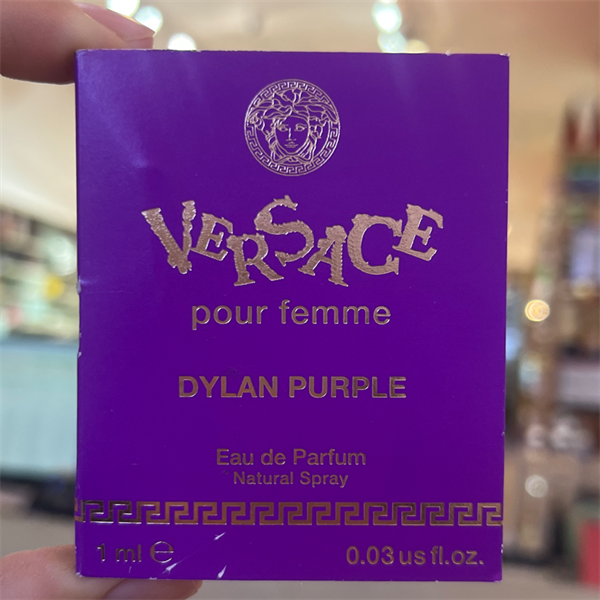 VERSACE
pour femme
DYLAN PURPLE
Eau de Parfum
Natural Spray
1 ml ℮ 0.03 us fl.oz.